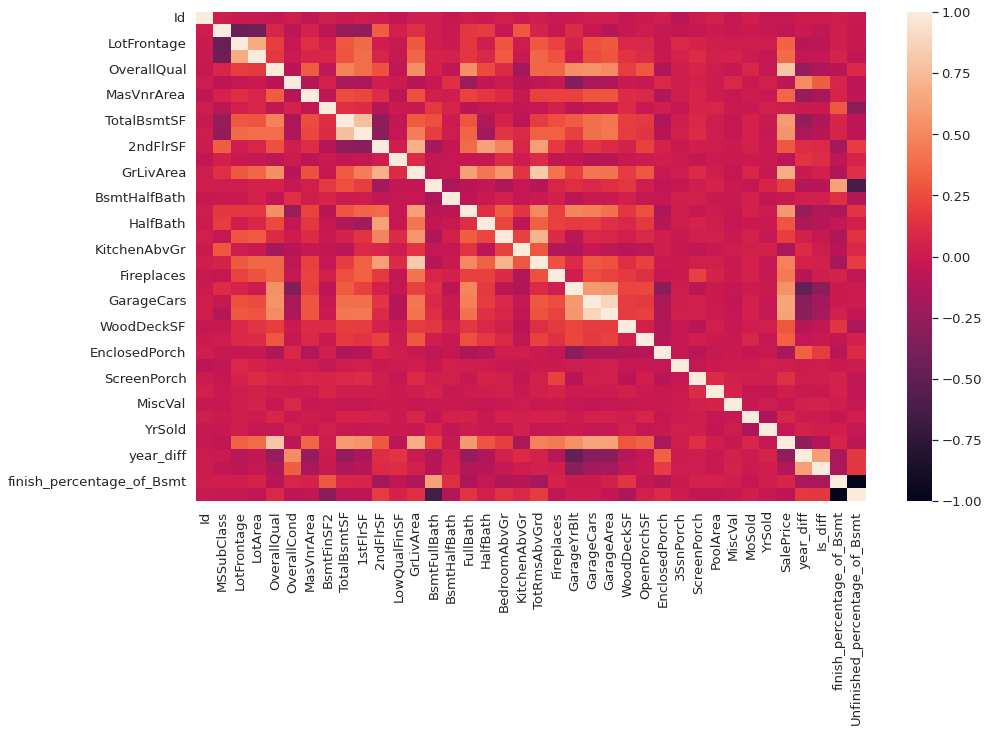 Id
LotFrontage
OverallQual
MasVnrArea
TotalBsmtSF
2ndFlrSF
GrLivArea
BsmtHalfBath
HalfBath
KitchenAbvGr
Fireplaces
GarageCars
WoodDeckSF
EnclosedPorch
ScreenPorch
MiscVal
YrSold
year_diff
finish_percentage_of_Bsmt
Id
MSSubClass
LotFrontage
LotArea
OverallQual
OverallCond
MasVnrArea
BsmtFinSF2
TotalBsmtSF
1stFlrSF
2ndFlrSF
LowQualFinSF
GrLivArea
BsmtFullBath
BsmtHalfBath
FullBath
HalfBath
BedroomAbvGr
KitchenAbvGr
TotRmsAbvGrd
Fireplaces
GarageYrBlt
GarageCars
GarageArea
WoodDeckSF
OpenPorchSF
EnclosedPorch
3SsnPorch
ScreenPorch
PoolArea
MiscVal
MoSold
YrSold
SalePrice
year_diff
Is_diff
finish_percentage_of_Bsmt
Unfinished_percentage_of_Bsmt
1.00
0.75
0.50
0.25
0.00
−0.25
−0.50
−0.75
−1.00